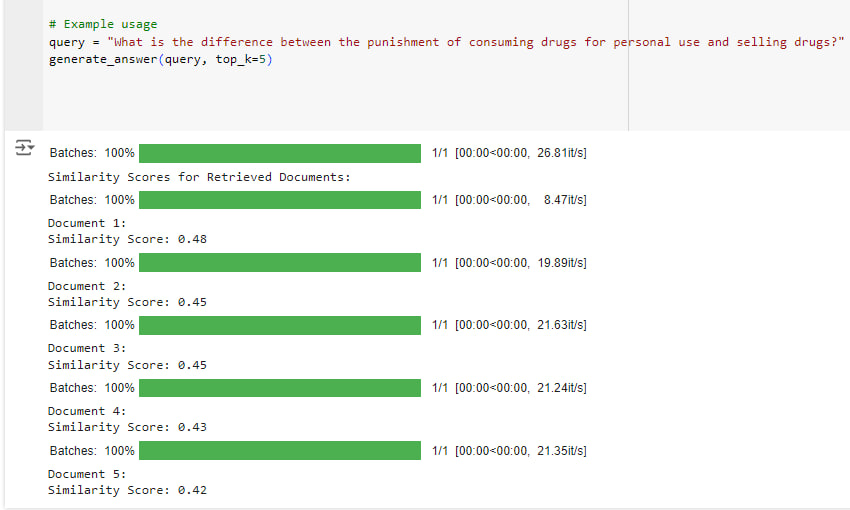 # Example usage
query = "What is the difference between the punishment of consuming drugs for personal use and selling drugs?"
generate_answer(query, top_k=5)
Batches: 100% 1/1 [00:00<00:00, 26.81it/s]
Similarity Scores for Retrieved Documents:
Batches: 100% 1/1 [00:00<00:00, 8.47it/s]
Document 1:
Similarity Score: 0.48
Batches: 100% 1/1 [00:00<00:00, 19.89it/s]
Document 2:
Similarity Score: 0.45
Batches: 100% 1/1 [00:00<00:00, 21.63it/s]
Document 3:
Similarity Score: 0.45
Batches: 100% 1/1 [00:00<00:00, 21.24it/s]
Document 4:
Similarity Score: 0.43
Batches: 100% 1/1 [00:00<00:00, 21.35it/s]
Document 5:
Similarity Score: 0.42